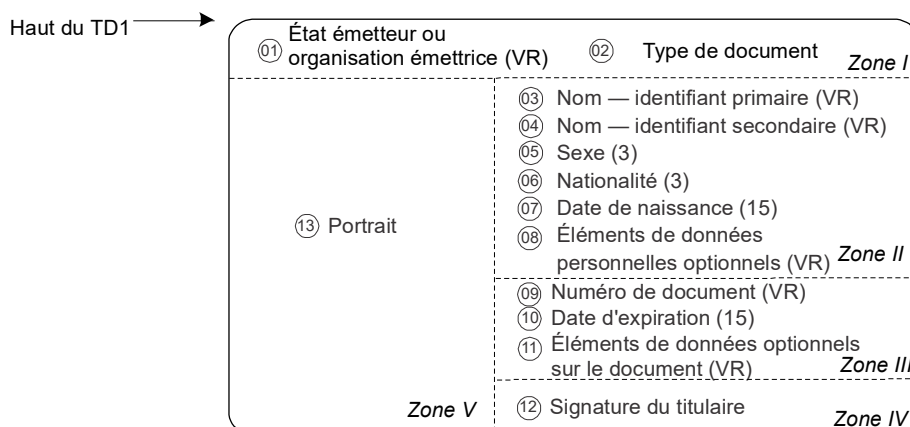 Haut du TD1
01 État émetteur ou
organisation émettrice (VR)
02 Type de document
Zone I
03 Nom — identifiant primaire (VR)
04 Nom — identifiant secondaire (VR)
05 Sexe (3)
06 Nationalité (3)
07 Date de naissance (15)
08 Éléments de données
personnelles optionnels (VR)
Zone II
13 Portrait
09 Numéro de document (VR)
10 Date d'expiration (15)
11 Éléments de données optionnels
sur le document (VR)
Zone III
Zone V
12 Signature du titulaire
Zone IV